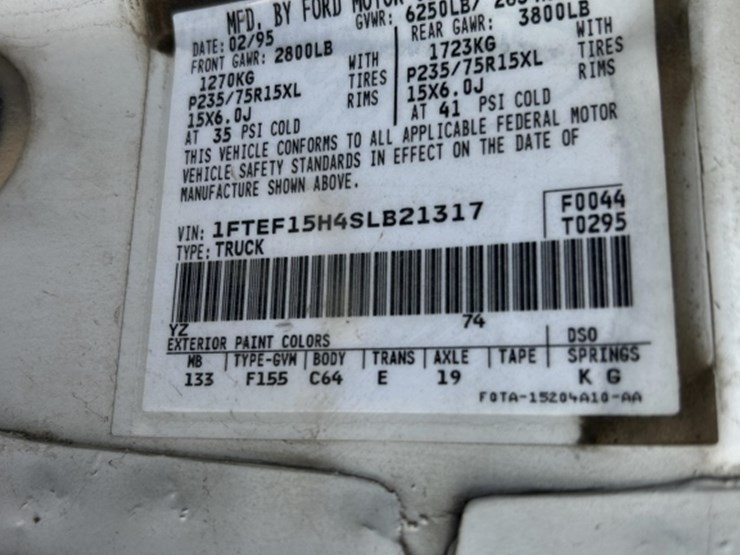 MFD. BY FORD MOTOR
DATE: 02/95 GVWR: 6250LB/
FRONT GAWR: 2800LB REAR GAWR: 3800LB
1270KG WITH 1723KG WITH
P235/75R15XL TIRES P235/75R15XL TIRES
15X6.0J RIMS 15X6.0J RIMS
AT 35 PSI COLD AT 41 PSI COLD
THIS VEHICLE CONFORMS TO ALL APPLICABLE FEDERAL MOTOR
VEHICLE SAFETY STANDARDS IN EFFECT ON THE DATE OF
MANUFACTURE SHOWN ABOVE.
VIN: 1FTEF15H4SLB21317 F0044
TYPE: TRUCK T0295
YZ 74
EXTERIOR PAINT COLORS DSO
WB TYPE-GVW BODY TRANS AXLE TAPE SPRINGS
133 F155 C64 E 19 K G
F0TA-15204A10-AA